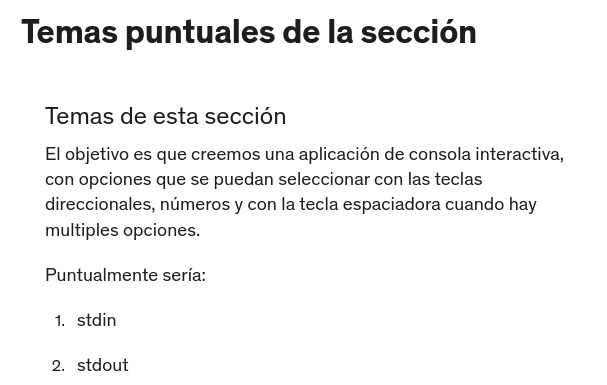 Temas puntuales de la sección
Temas de esta sección
El objetivo es que creemos una aplicación de consola interactiva,
con opciones que se puedan seleccionar con las teclas
direccionales, números y con la tecla espaciadora cuando hay
multiples opciones.
Puntualmente sería:
1. stdin
2. stdout